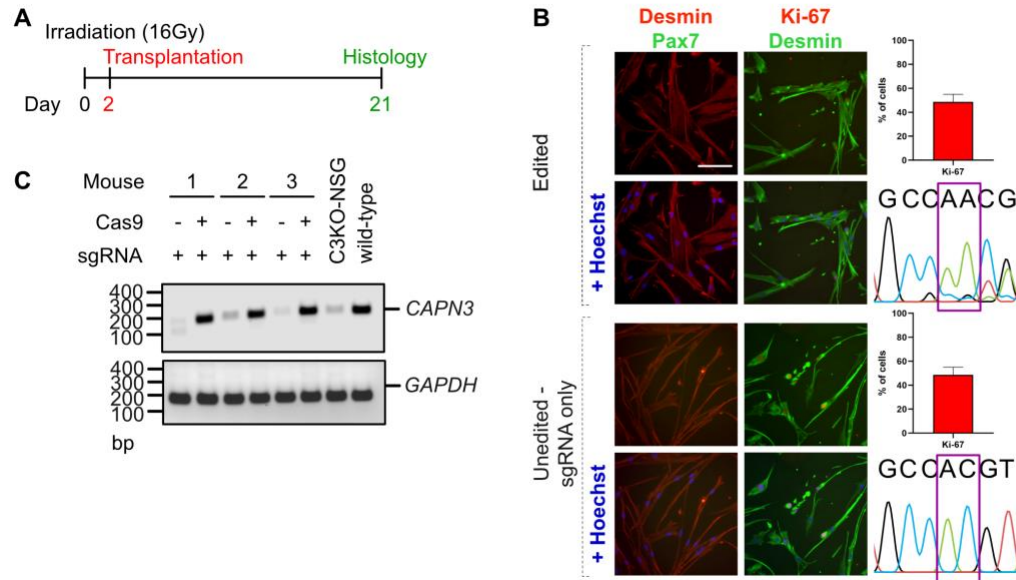 A
Irradiation (16Gy)
Transplantation
Histology
Day 0 2 21
B
Desmin Ki-67
Pax7 Desmin
Edited
+ Hoechst
% of cells
100
80
60
40
20
0
Ki-67
GCCAACG
Unedited -
sgRNA only
+ Hoechst
% of cells
100
80
60
40
20
0
Ki-67
GCCACGT
C
Mouse 1 2 3
Cas9 - + - + - +
sgRNA + + + + + +
C3KO-NSG
wild-type
400
300
200
100
CAPN3
400
300
200
100
GAPDH
bp